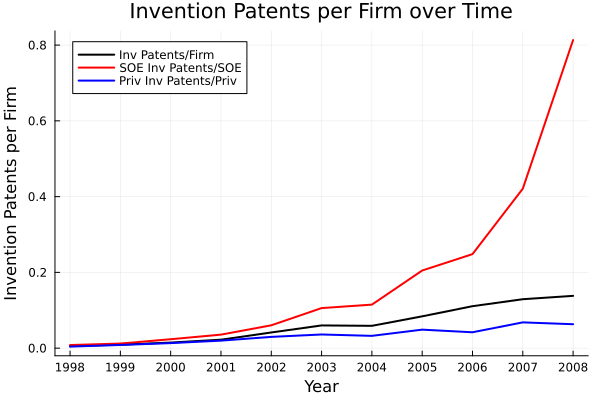 Invention Patents per Firm over Time
Invention Patents per Firm
0.8
0.6
0.4
0.2
0.0
Inv Patents/Firm
SOE Inv Patents/SOE
Priv Inv Patents/Priv
1998 1999 2000 2001 2002 2003 2004 2005 2006 2007 2008
Year